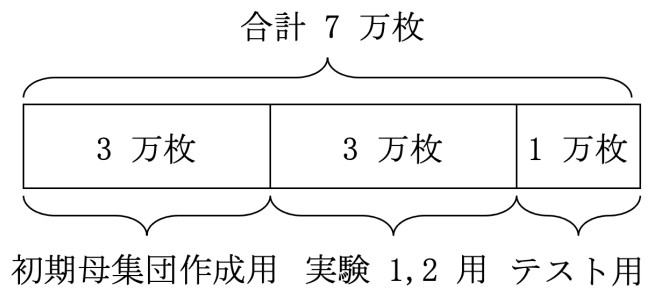 合計 7 万枚
3 万枚 3 万枚 1 万枚
初期母集団作成用 実験 1,2 用 テスト用